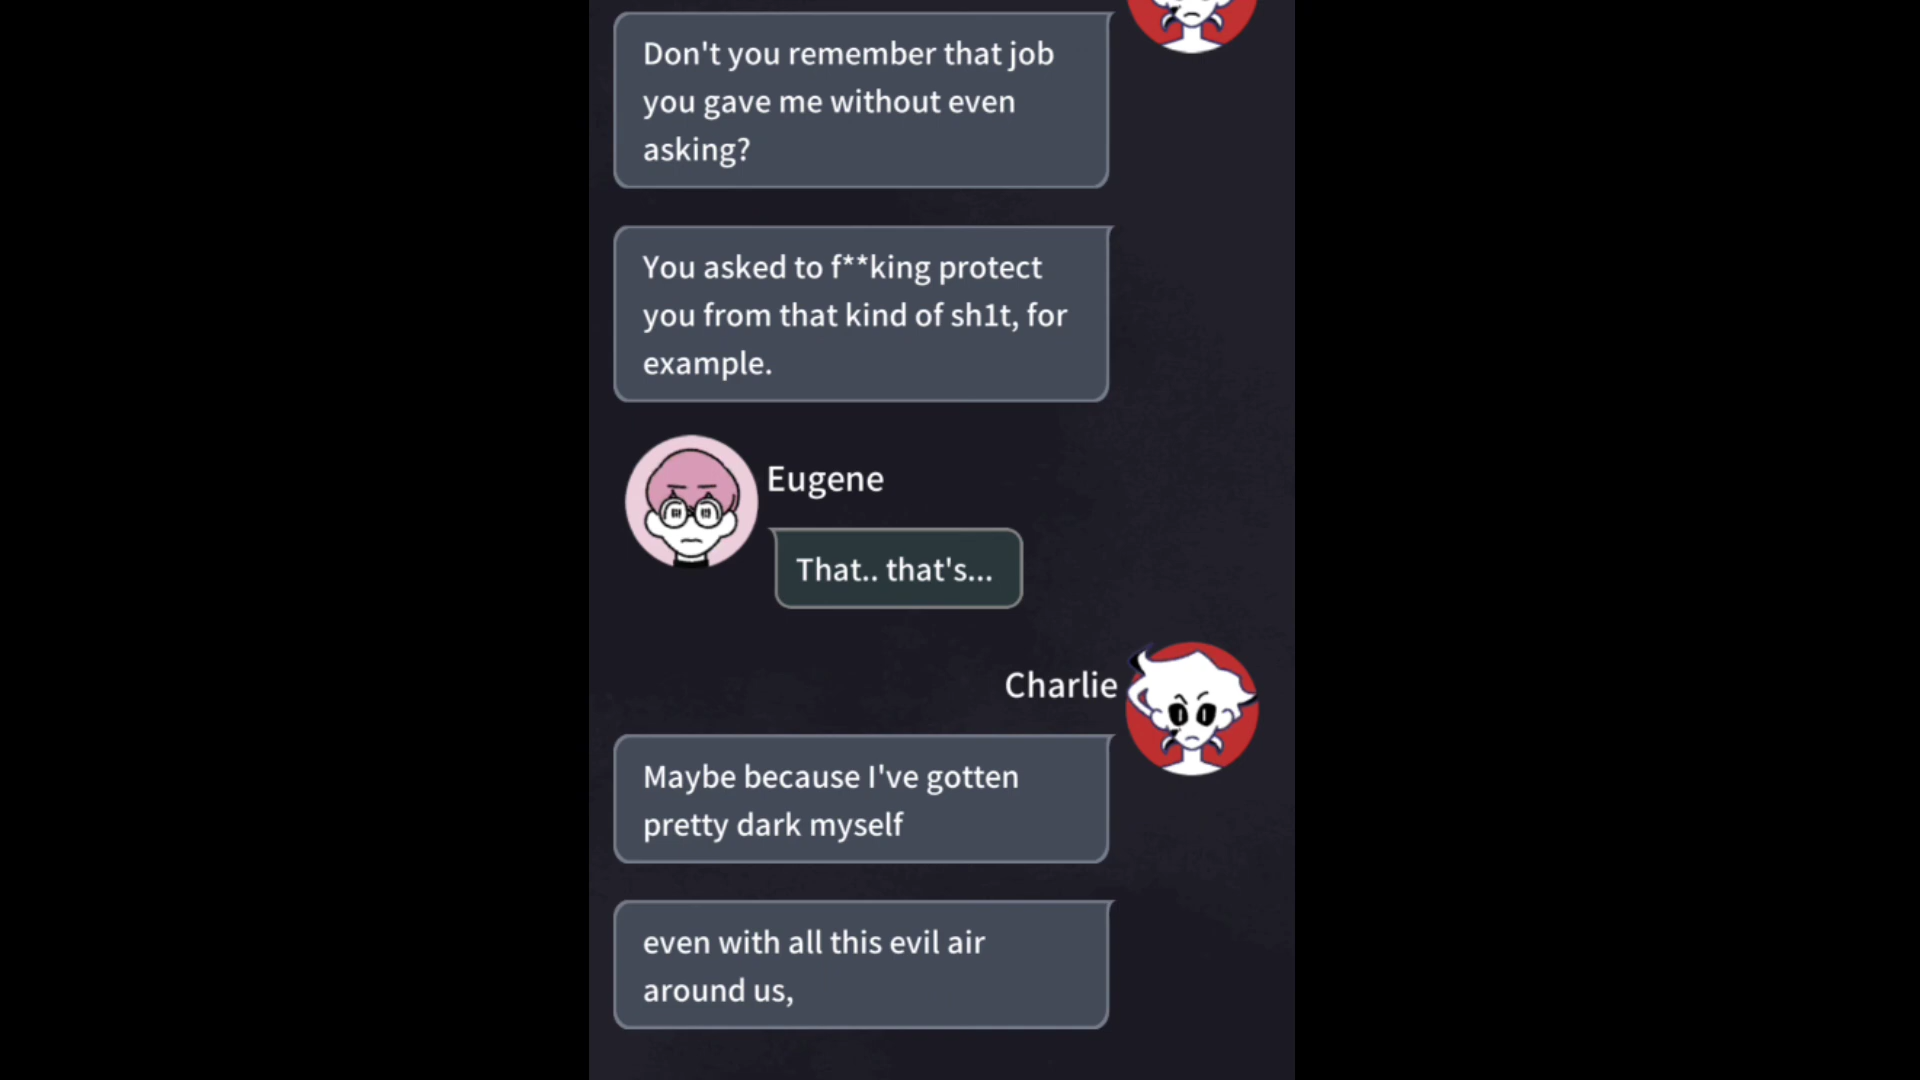 Don't you remember that job
you gave me without even
asking?
You asked to f**king protect
you from that kind of sh1t, for
example.
Eugene
That.. that's...
Charlie
Maybe because I've gotten
pretty dark myself
even with all this evil air
around us,